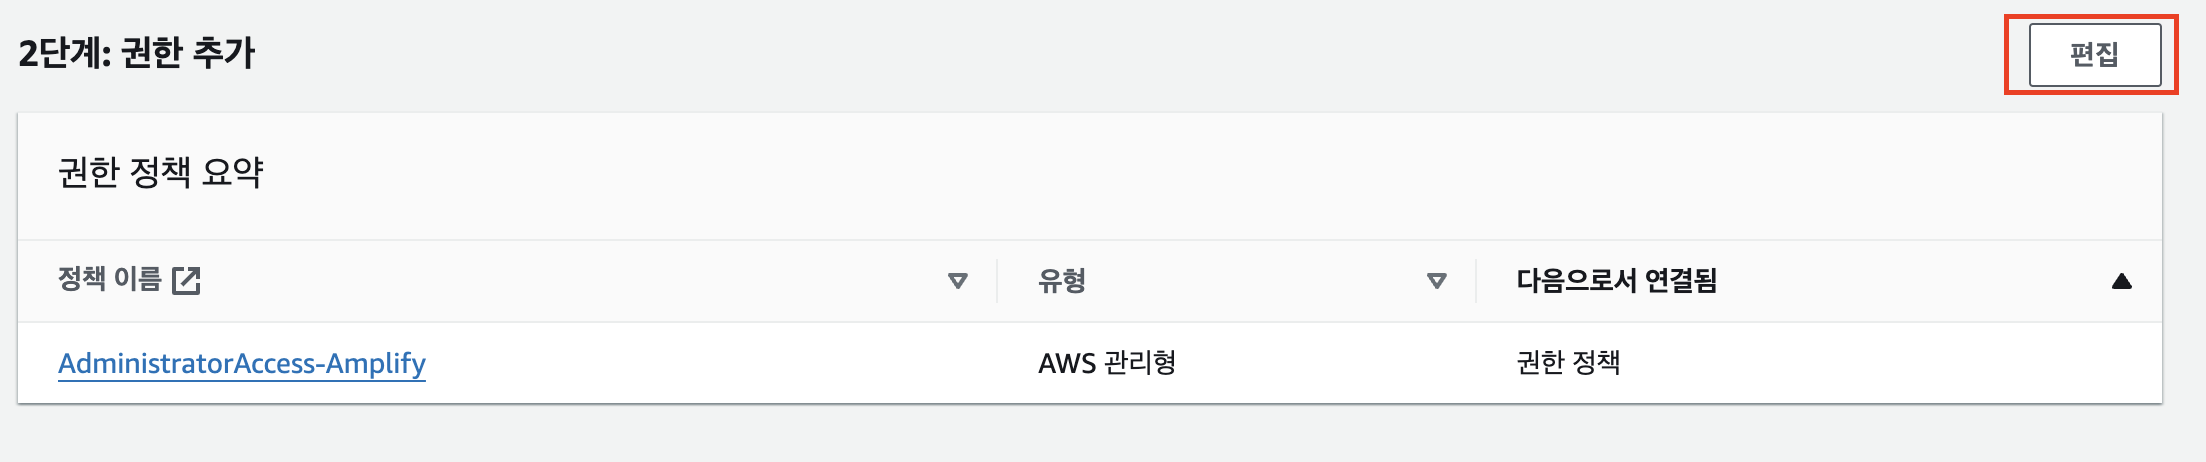 2단계: 권한 추가
편집
권한 정책 요약
정책 이름 유형 다음으로서 연결됨
AdministratorAccess-Amplify AWS 관리형 권한 정책